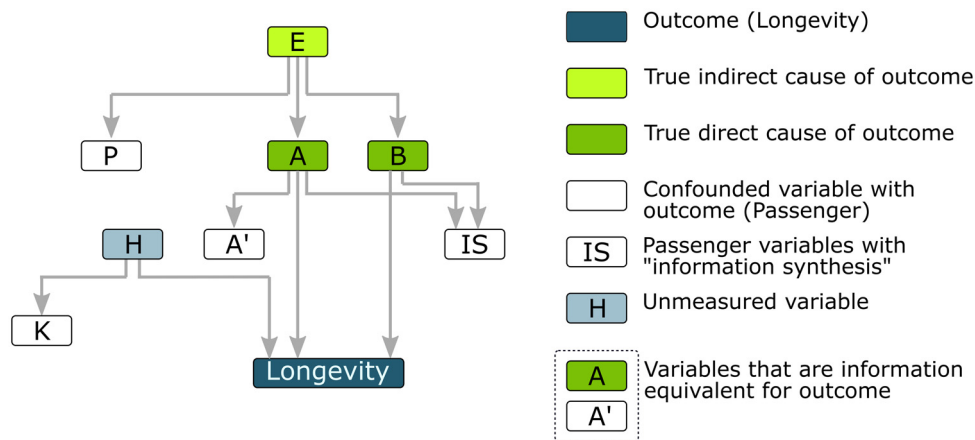 E
P
A
B
H
A'
IS
K
Longevity
Outcome (Longevity)
True indirect cause of outcome
True direct cause of outcome
Confounded variable with
outcome (Passenger)
IS
Passenger variables with
"information synthesis"
H
Unmeasured variable
A
Variables that are information
equivalent for outcome
A'